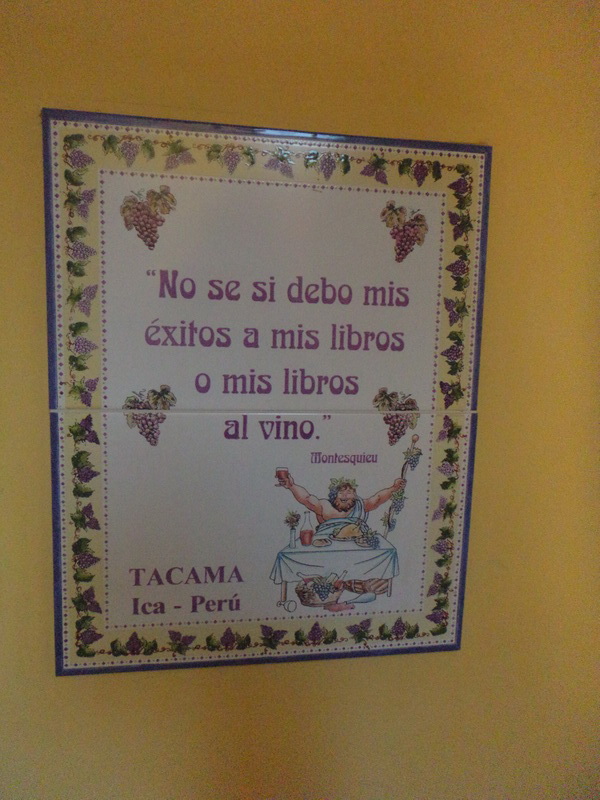 “No se si debo mis
éxitos a mis libros
o mis libros
al vino.”
Montesquieu
TACAMA
Ica - Perú